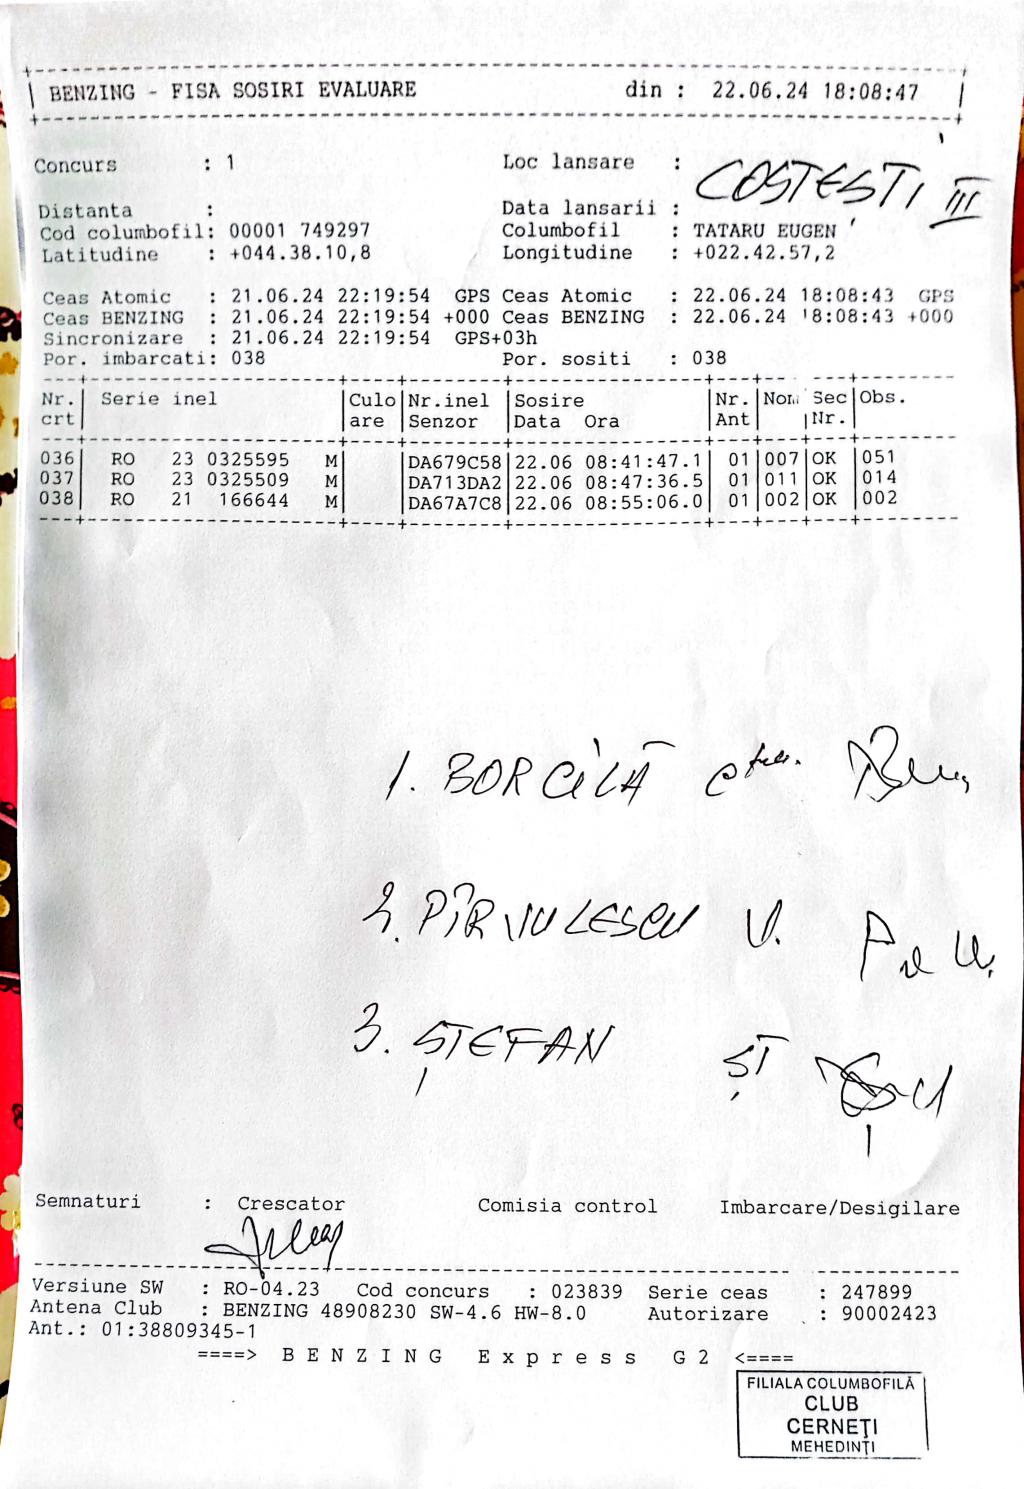 BENZING - FISA SOSIRI EVALUARE din : 22.06.24 18:08:47
Concurs : 1 Loc lansare : COSTESTI III
Distanta : Data lansarii :
Cod columbofil: 00001 749297 Columbofil : TATARU EUGEN
Latitudine : +044.38.10,8 Longitudine : +022.42.57,2
Ceas Atomic : 21.06.24 22:19:54 GPS Ceas Atomic : 22.06.24 18:08:43 GPS
Ceas BENZING : 21.06.24 22:19:54 +000 Ceas BENZING : 22.06.24 18:08:43 +000
Sincronizare : 21.06.24 22:19:54 GPS+03h
Por. imbarcati: 038 Por. sositi : 038
Nr. Serie inel Culo Nr.inel Sosire Nr. Nom Sec Obs.
crt are Senzor Data Ora Ant Nr.
036 RO 23 0325595 M DA679C58 22.06 08:41:47.1 01 007 OK 051
037 RO 23 0325509 M DA713DA2 22.06 08:47:36.5 01 011 OK 014
038 RO 21 166644 M DA67A7C8 22.06 08:55:06.0 01 002 OK 002
1. BORCILĂ
2. PÎRVULESCU V.
3. ȘTEFAN ȘT
Semnaturi : Crescator Comisia control Imbarcare/Desigilare
Versiune SW : RO-04.23 Cod concurs : 023839 Serie ceas : 247899
Antena Club : BENZING 48908230 SW-4.6 HW-8.0 Autorizare : 90002423
Ant.: 01:38809345-1
====> BENZING Express G2 <====
FILIALA COLUMBOFILĂ
CLUB
CERNEŢI
MEHEDINŢI